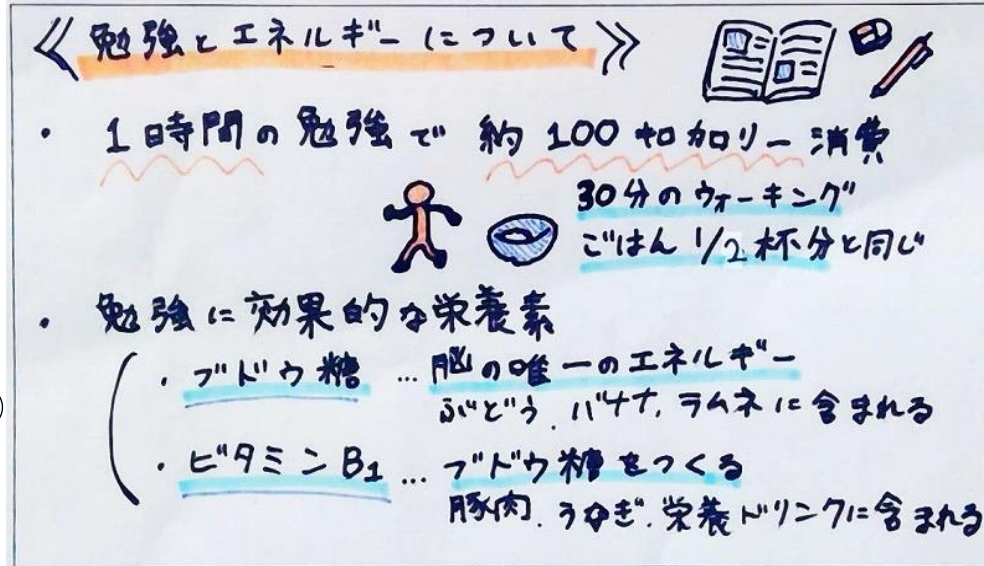 ≪勉強とエネルギーについて≫
・ 1時間の勉強で 約100キロカロリー消費
30分のウォーキング
ごはん 1/2 杯分と同じ
・ 勉強に効果的な栄養素
・ブドウ糖 … 脳の唯一のエネルギー
ぶどう、バナナ、ラムネに含まれる
・ビタミンB1 … ブドウ糖をつくる
豚肉、うなぎ、栄養ドリンクに含まれる